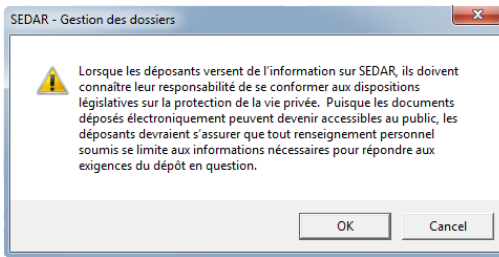 SEDAR - Gestion des dossiers
Lorsque les déposants versent de l'information sur SEDAR, ils doivent
connaître leur responsabilité de se conformer aux dispositions
législatives sur la protection de la vie privée.  Puisque les documents
déposés électroniquement peuvent devenir accessibles au public, les
déposants devraient s'assurer que tout renseignement personnel
soumis se limite aux informations nécessaires pour répondre aux
exigences du dépôt en question.
OK
Cancel